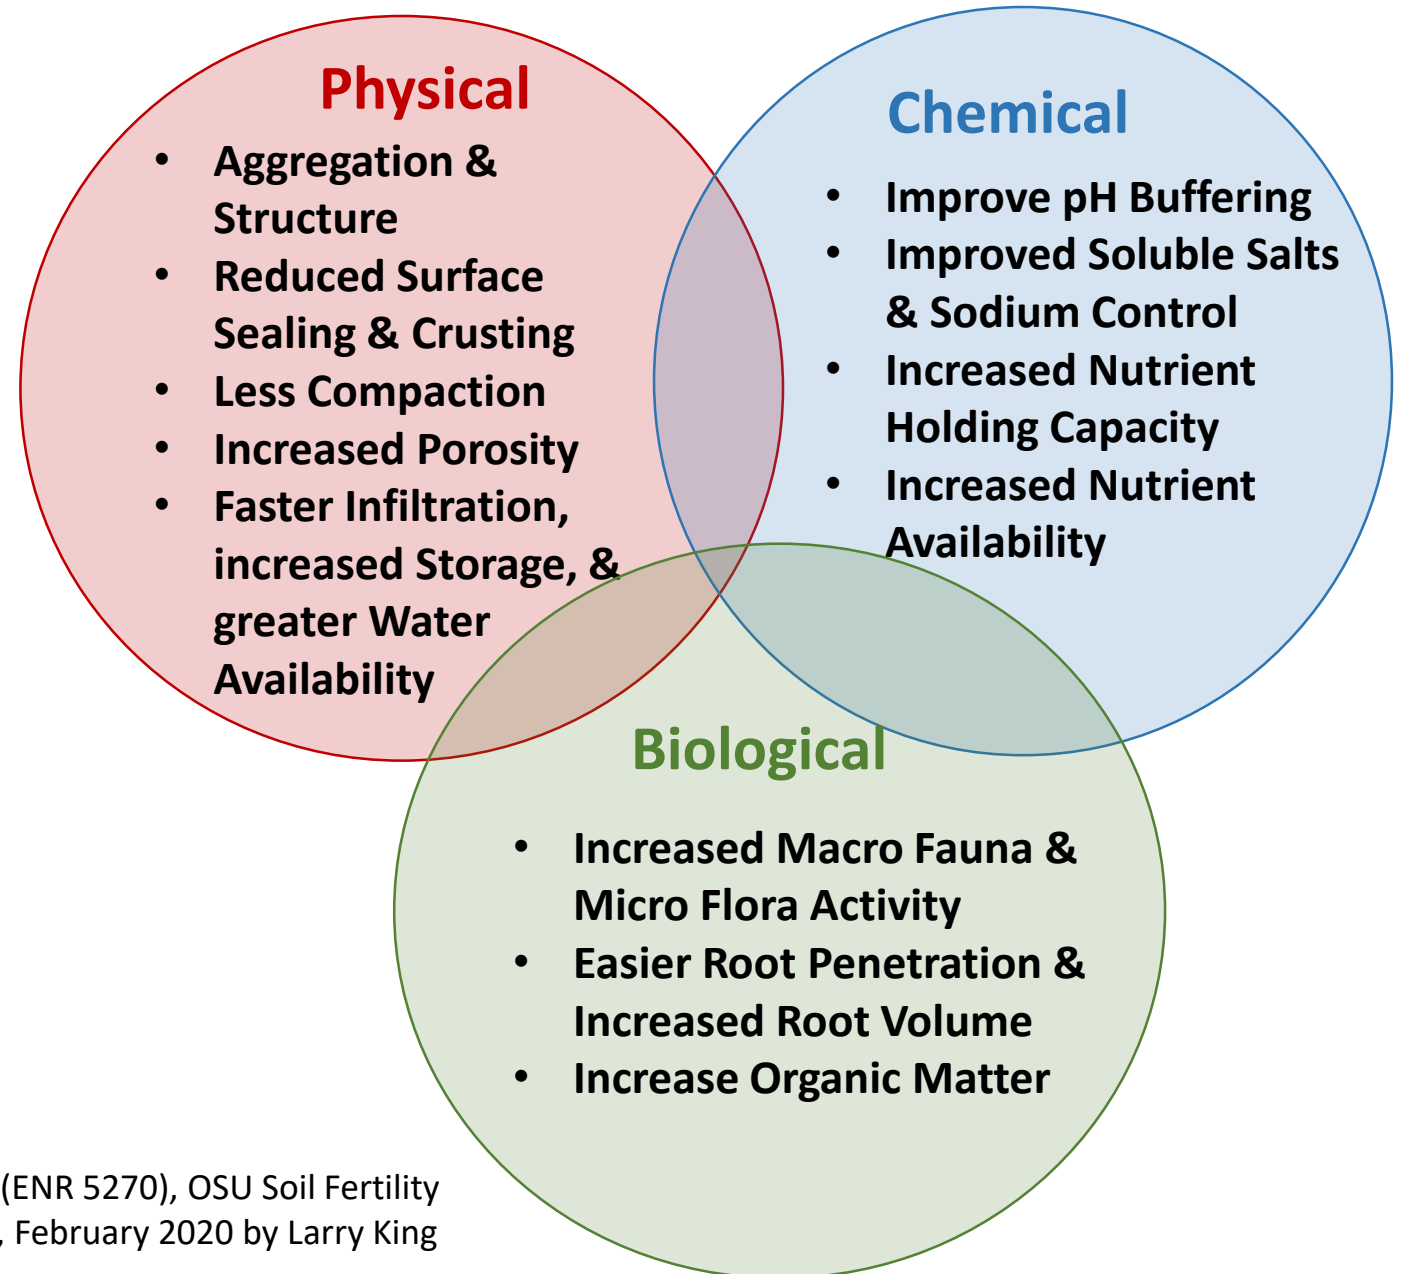 Physical
• Aggregation &
Structure
• Reduced Surface
Sealing & Crusting
• Less Compaction
• Increased Porosity
• Faster Infiltration,
increased Storage, &
greater Water
Availability
Chemical
• Improve pH Buffering
• Improved Soluble Salts
& Sodium Control
• Increased Nutrient
Holding Capacity
• Increased Nutrient
Availability
Biological
• Increased Macro Fauna &
Micro Flora Activity
• Easier Root Penetration &
Increased Root Volume
• Increase Organic Matter
(ENR 5270), OSU Soil Fertility
, February 2020 by Larry King